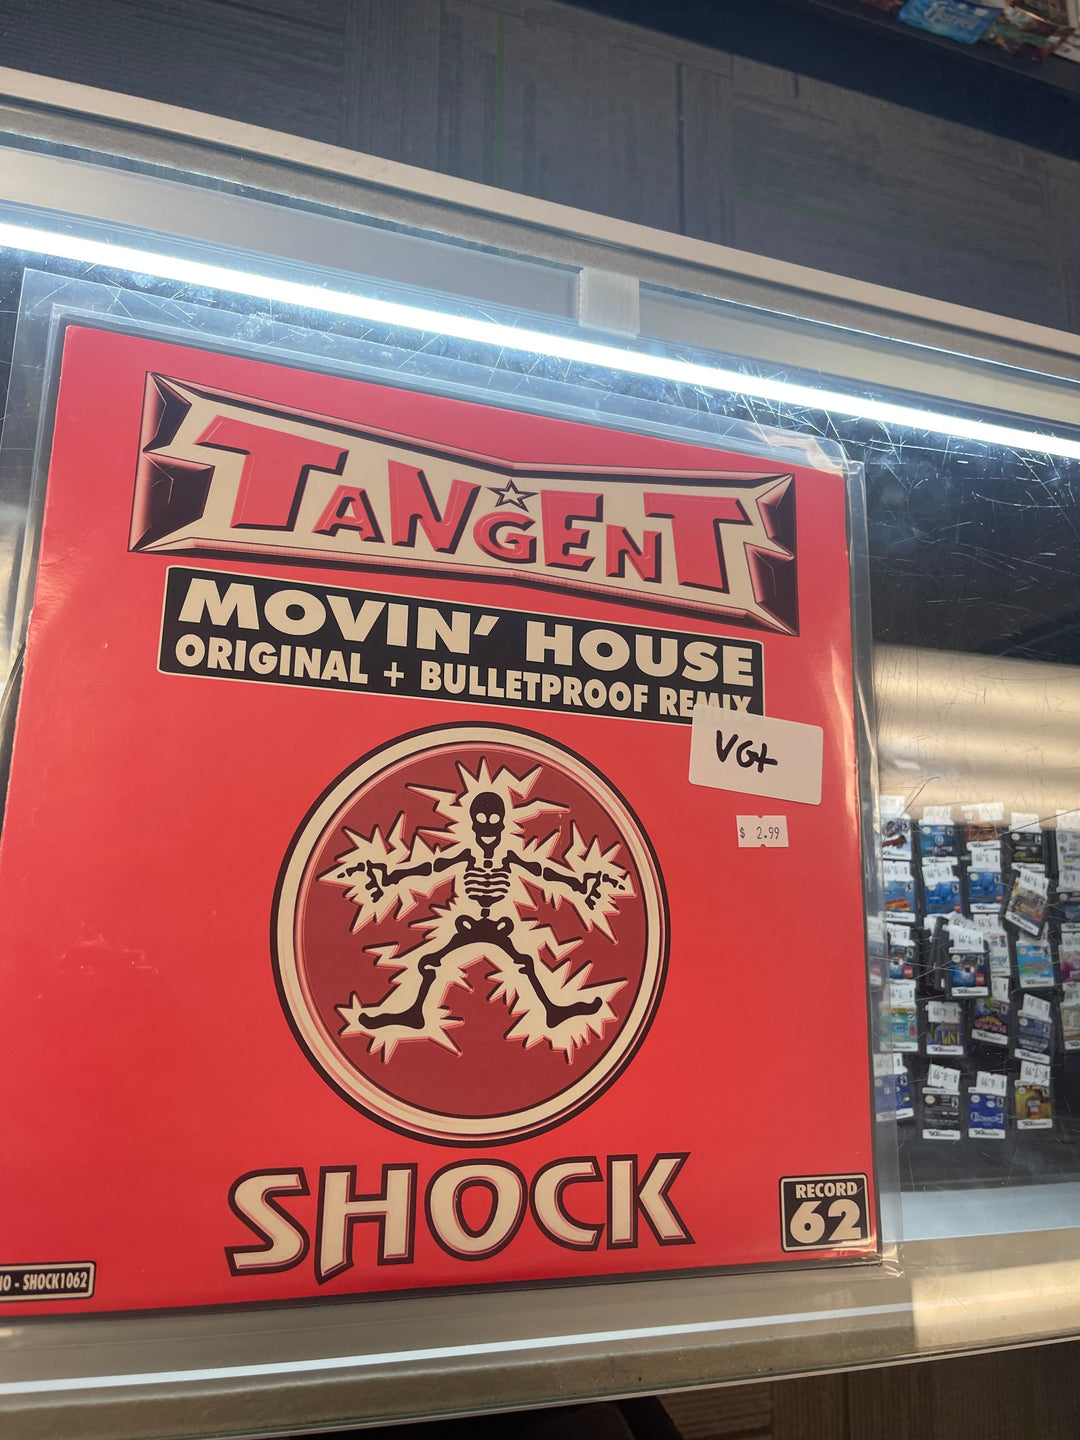 TANGENT
MOVIN' HOUSE
ORIGINAL + BULLETPROOF REMIX
VG+
$ 2.99
SHOCK
RECORD
62
SHOCK1062